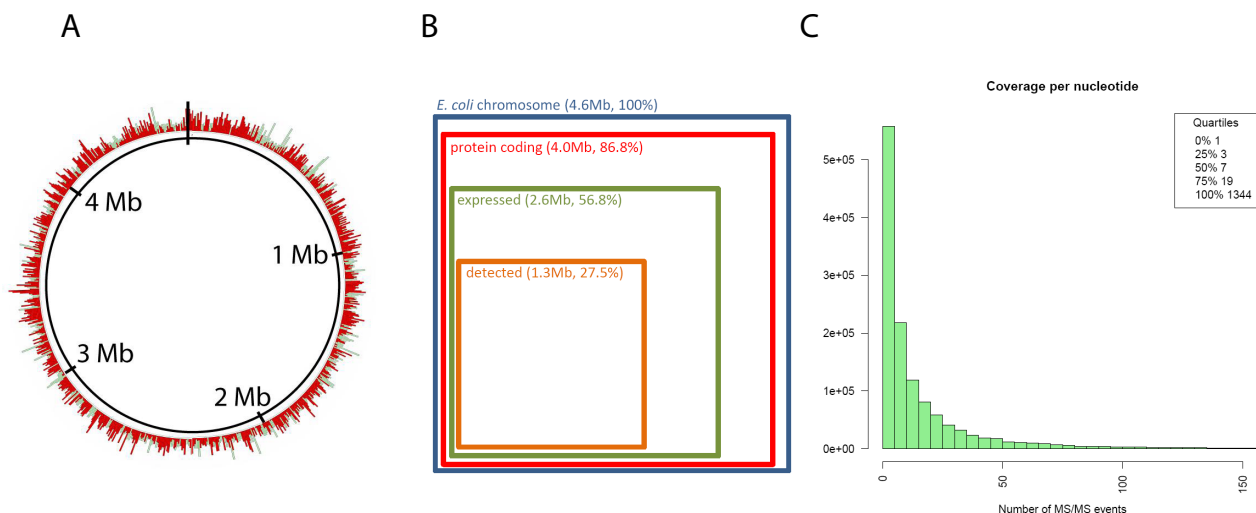 A
B
C
4 Mb
1 Mb
3 Mb
2 Mb
E. coli chromosome (4.6Mb, 100%)
protein coding (4.0Mb, 86.8%)
expressed (2.6Mb, 56.8%)
detected (1.3Mb, 27.5%)
Coverage per nucleotide
Quartiles
0% 1
25% 3
50% 7
75% 19
100% 1344
5e+05
4e+05
3e+05
2e+05
1e+05
0e+00
0
50
100
150
Number of MS/MS events